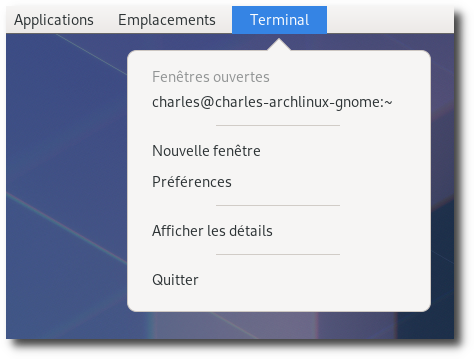 Applications Emplacements Terminal
Fenêtres ouvertes
charles@charles-archlinux-gnome:~
Nouvelle fenêtre
Préférences
Afficher les détails
Quitter